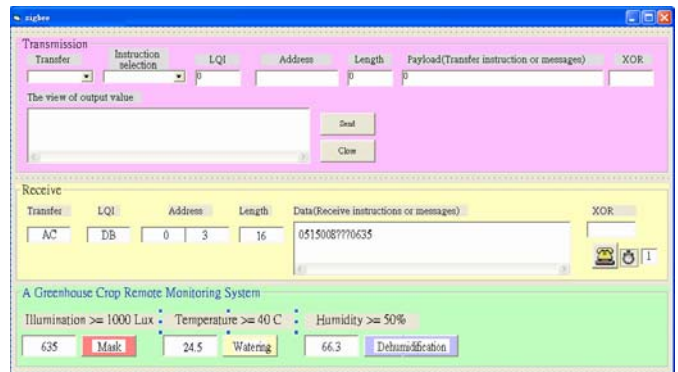 zigbee
Transmission
Transfer Instruction selection LQI Address Length Payload(Transfer instruction or messages) XOR
0 0 0
The view of output value
Send
Close
Receive
Transfer LQI Address Length Data(Receive instructions or messages) XOR
AC DB 0 3 16 0515008???0635
1
A Greenhouse Crop Remote Monitoring System
Illumination >= 1000 Lux Temperature >= 40 C Humidity >= 50%
635 Mask 24.5 Watering 66.3 Dehumidification